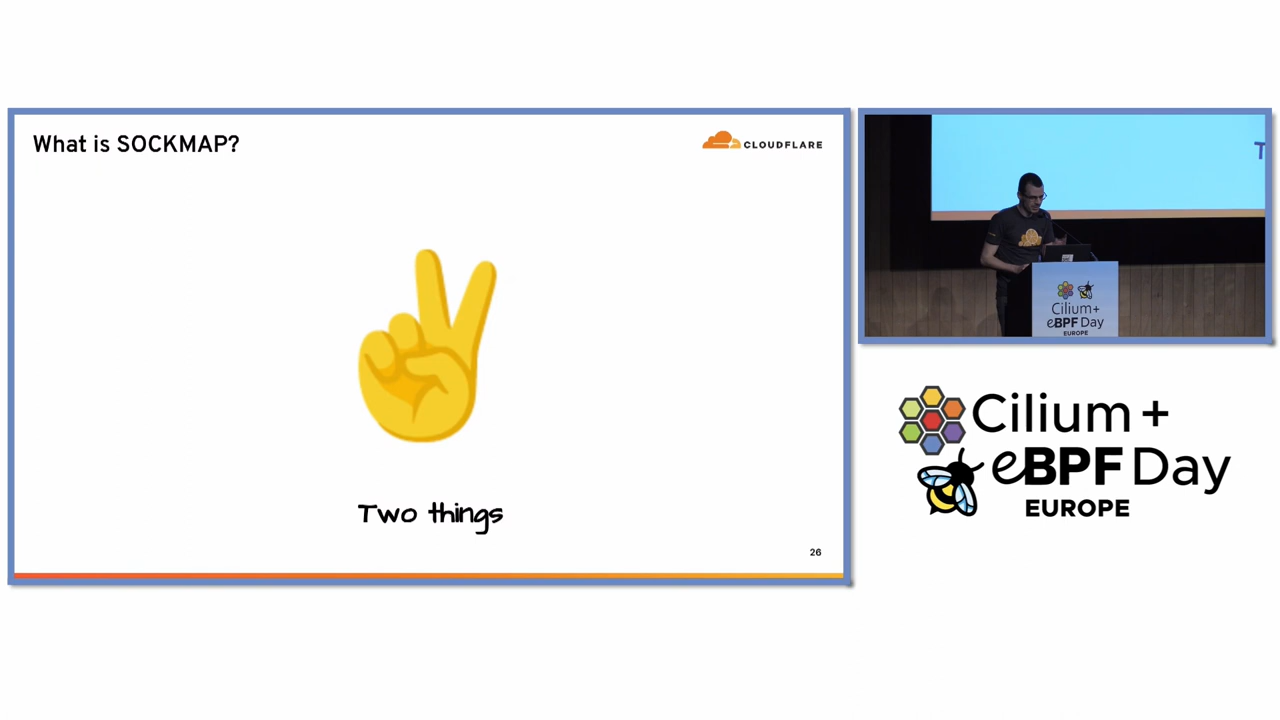 What is SOCKMAP?
CLOUDFLARE
Two things
26
T
Cilium+
eBPF Day
EUROPE
Cilium +
eBPF Day
EUROPE